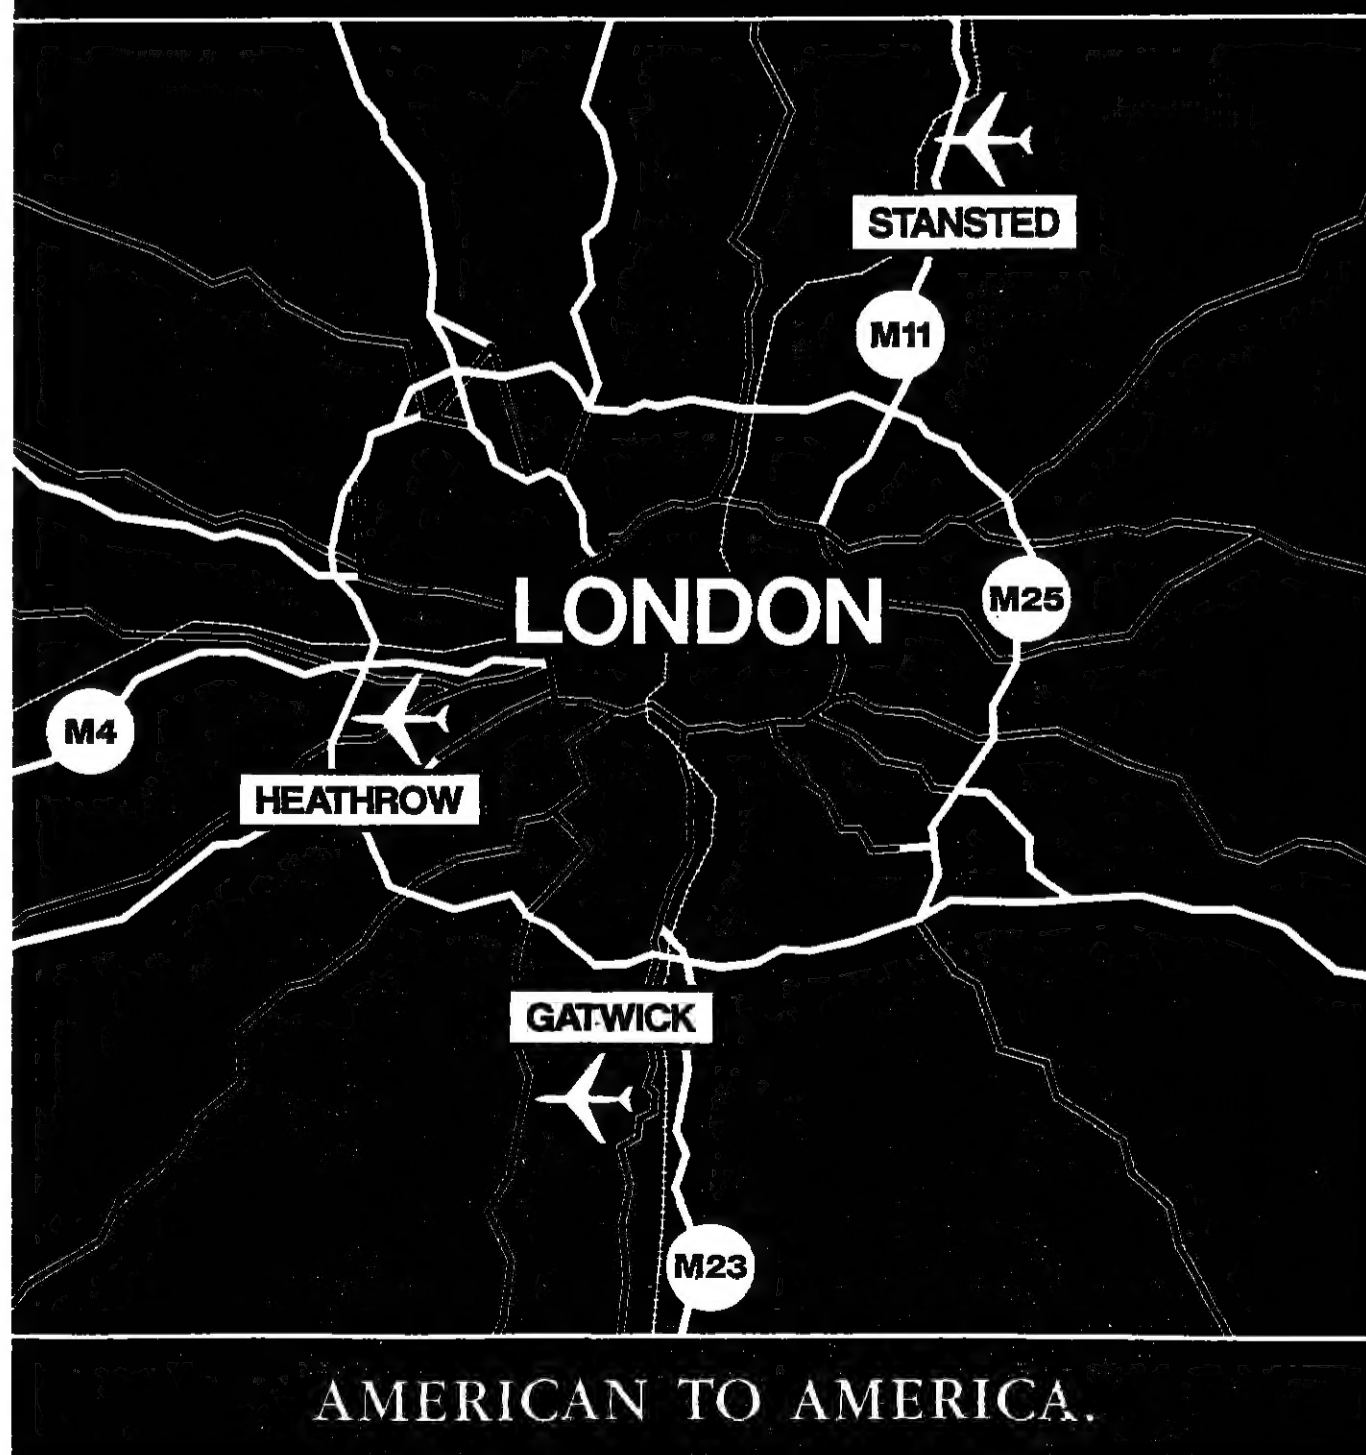 STANSTED
M11
LONDON
M25
M4
HEATHROW
GATWICK
M23
AMERICAN TO AMERICA.